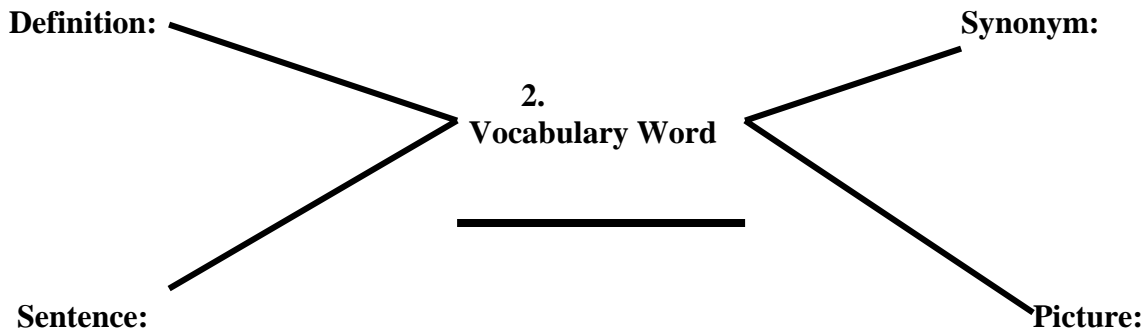 Definition:
Synonym:
2.
Vocabulary Word
Sentence:
Picture: